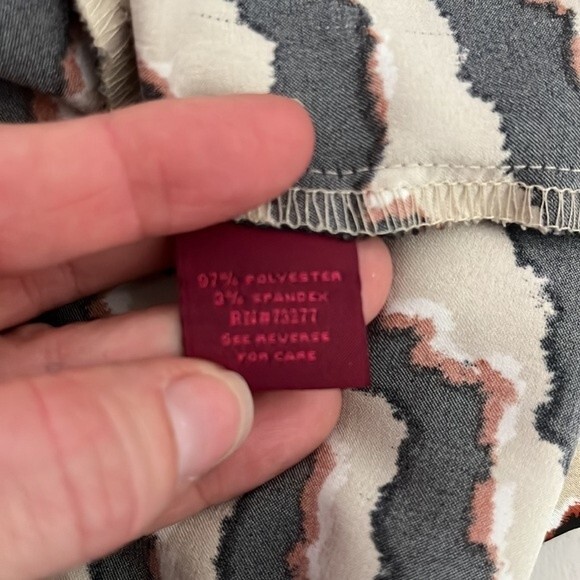 97% POLYESTER
3% SPANDEX
RN#73277
SEE REVERSE
FOR CARE